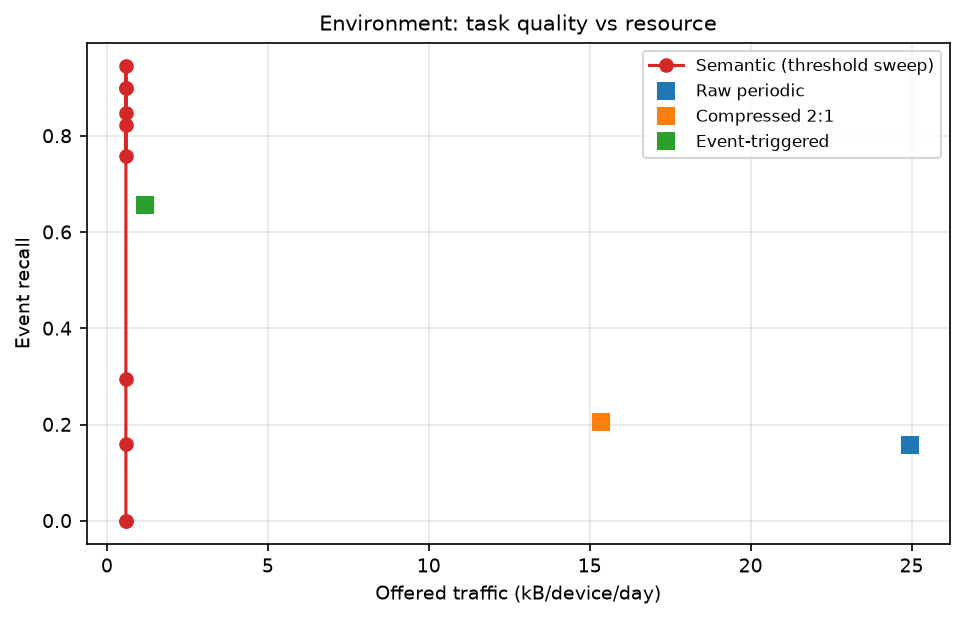 Environment: task quality vs resource
Semantic (threshold sweep)
Raw periodic
Compressed 2:1
Event-triggered
Event recall
0.8
0.6
0.4
0.2
0.0
0 5 10 15 20 25
Offered traffic (kB/device/day)